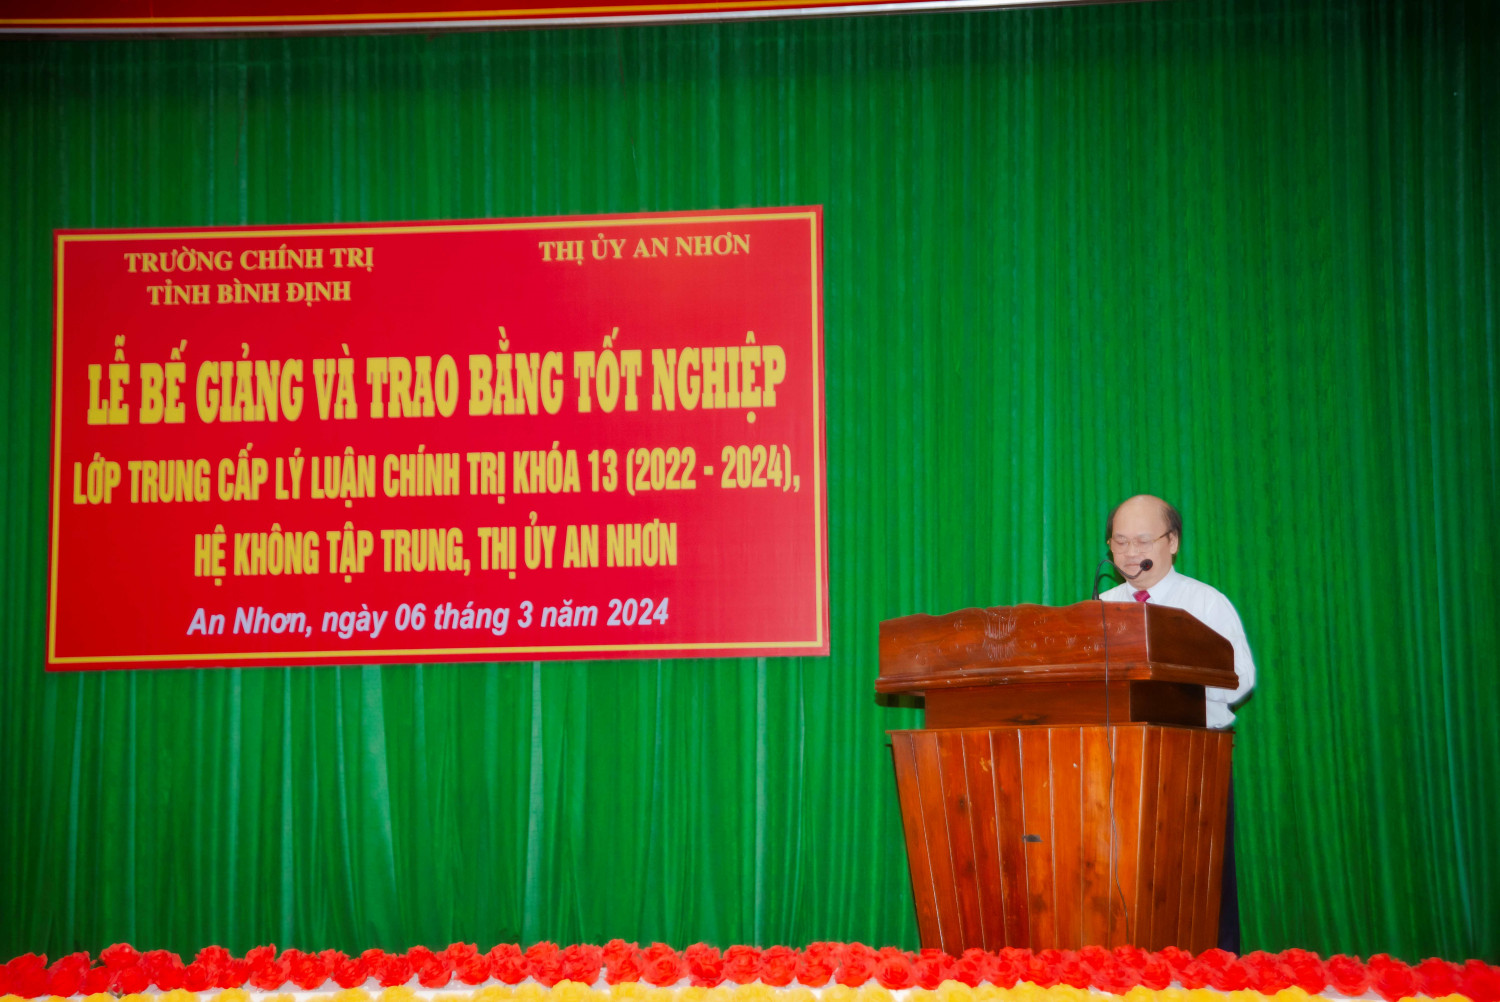 TRƯỜNG CHÍNH TRỊ
TỈNH BÌNH ĐỊNH
THỊ ỦY AN NHƠN
LỄ BẾ GIẢNG VÀ TRAO BẰNG TỐT NGHIỆP
LỚP TRUNG CẤP LÝ LUẬN CHÍNH TRỊ KHÓA 13 (2022 - 2024),
HỆ KHÔNG TẬP TRUNG, THỊ ỦY AN NHƠN
An Nhơn, ngày 06 tháng 3 năm 2024